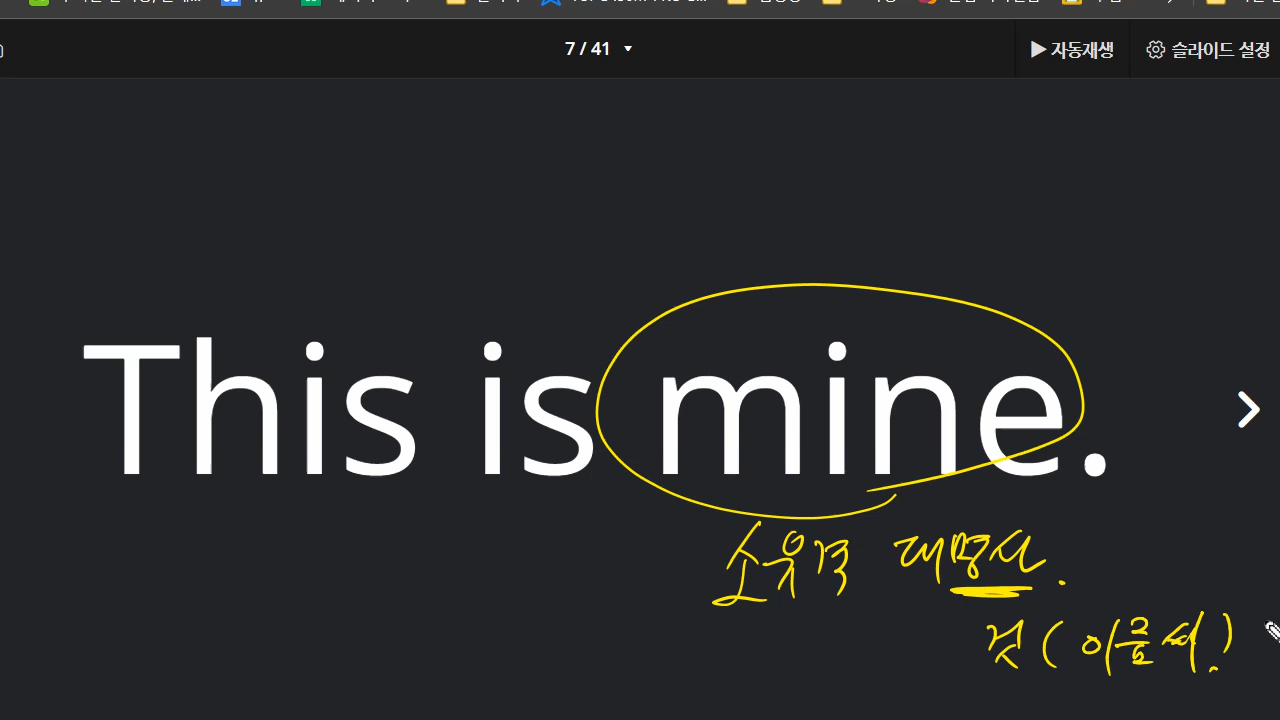 7 / 41
자동재생
슬라이드 설정
This is mine.
소유격 대명사.
것 (이름씨.)